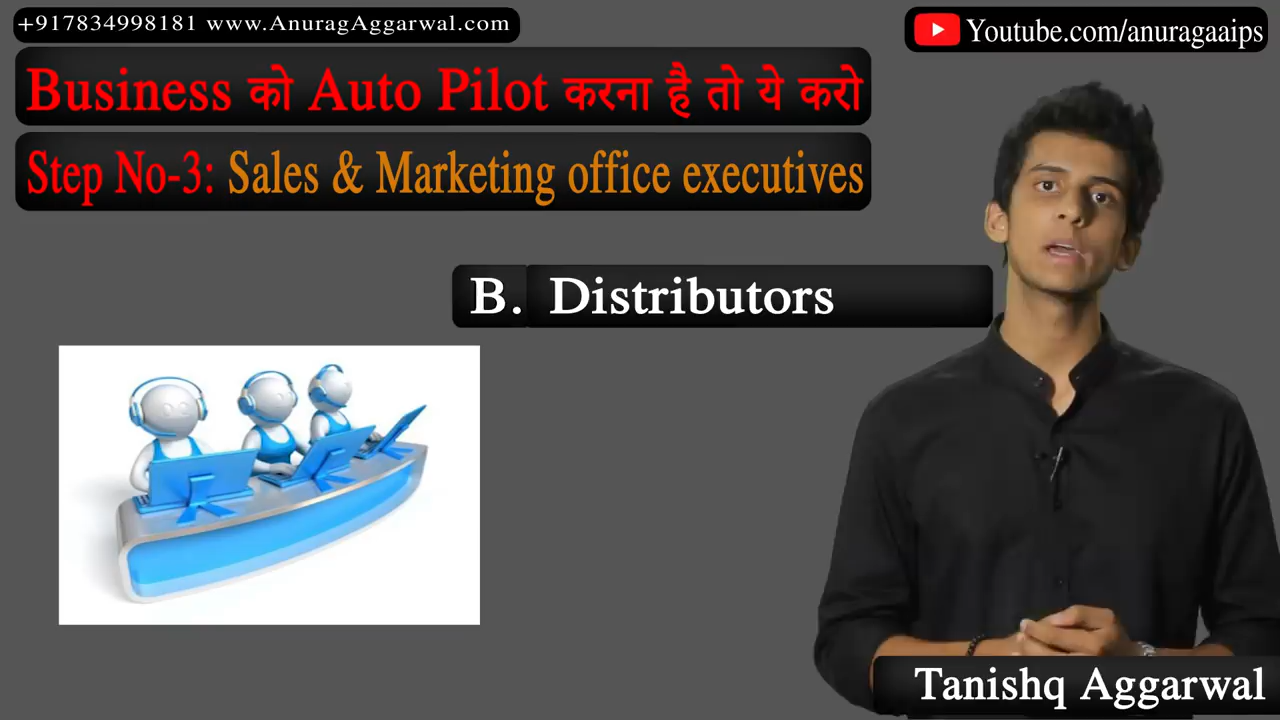 +917834998181 www.AnuragAggarwal.com
Youtube.com/anuragaaips
Business को Auto Pilot करना है तो ये करो
Step No-3: Sales & Marketing office executives
B. Distributors
Tanishq Aggarwal